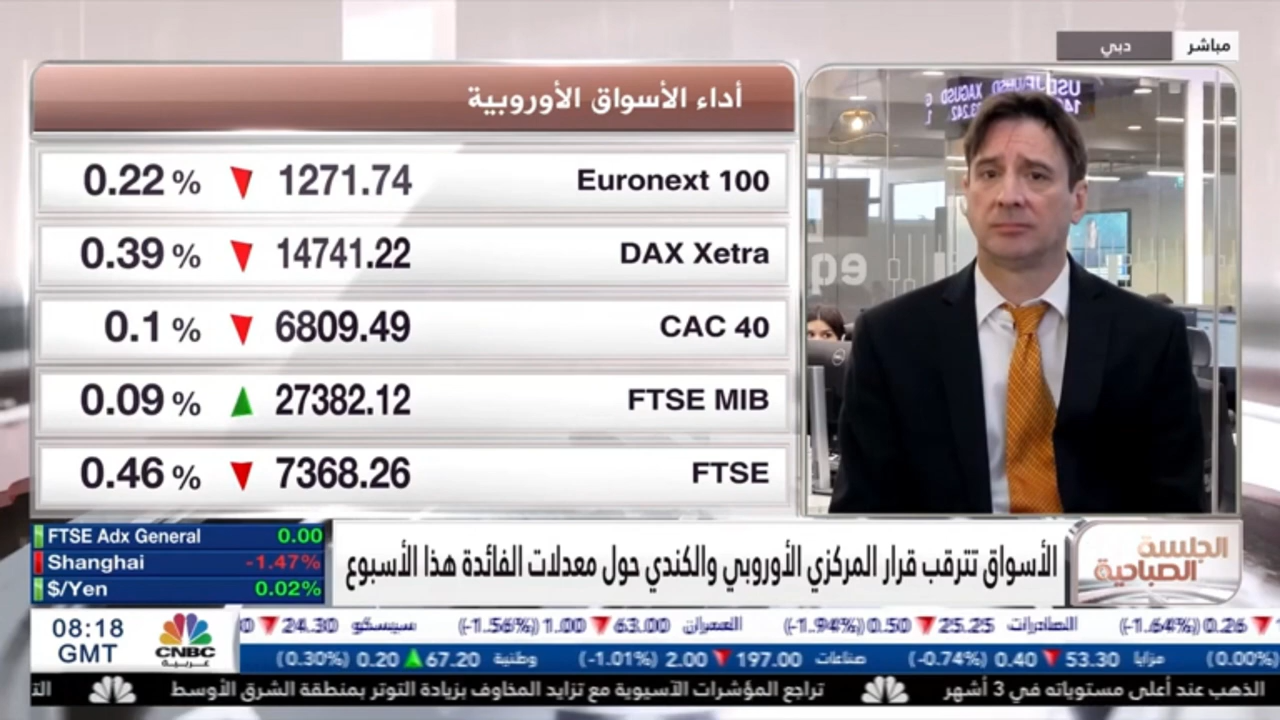 مباشر دبي
أداء الأسواق الأوروبية
Euronext 100 1271.74 ▼ 0.22 %
DAX Xetra 14741.22 ▼ 0.39 %
CAC 40 6809.49 ▼ 0.1 %
FTSE MIB 27382.12 ▲ 0.09 %
FTSE 7368.26 ▼ 0.46 %
eq
الجلسة
الصباحية
الأسواق تترقب قرار المركزي الأوروبي والكندي حول معدلات الفائدة هذا الأسبوع
FTSE Adx General 0.00
Shanghai -1.47%
$/Yen 0.02%
08:18
GMT
CNBC
عربية
0.26 (-1.64%) الصادرات 25.25 ▼ 0.50 (-1.94%) العمران 63.00 ▼ 1.00 (-1.56%) سيسكو 24.30 ▼
(0.00%) مزايا 53.30 ▼ 0.40 (-0.74%) صناعات 197.00 ▼ 2.00 (-1.01%) وطنية 67.20 ▲ 0.20 (0.30%)
الذهب عند أعلى مستوياته في 3 أشهر تراجع المؤشرات الآسيوية مع تزايد المخاوف بزيادة التوتر بمنطقة الشرق الأوسط